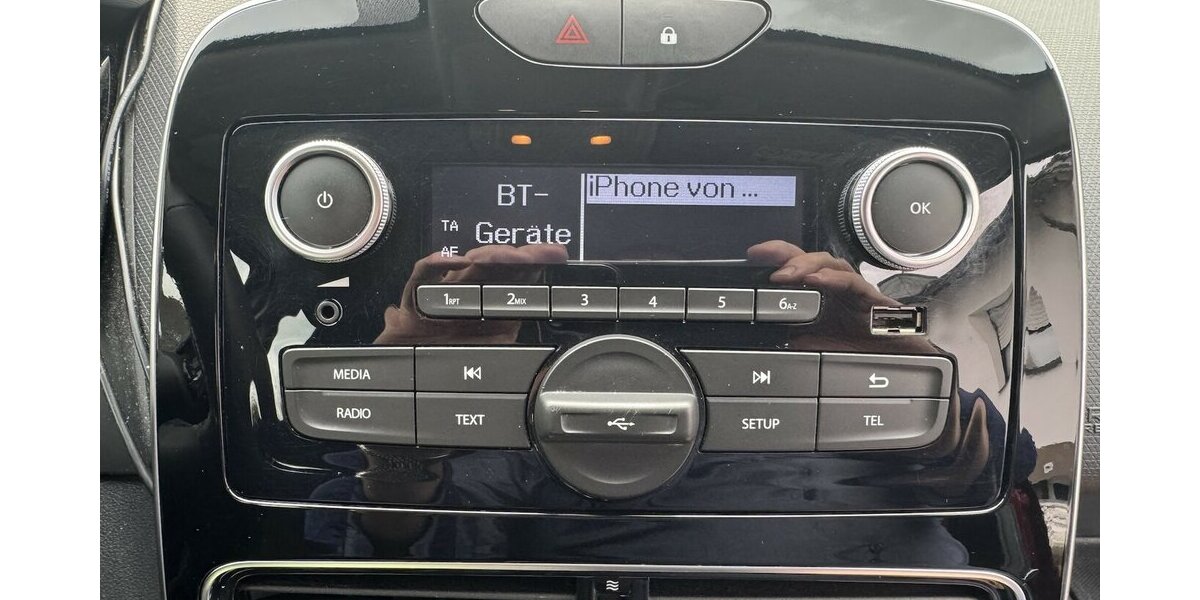 BT-
Geräte
TA
AF
iPhone von ...
1RPT
2MIX
3
4
5
6A-Z
MEDIA
RADIO
TEXT
SETUP
TEL
OK